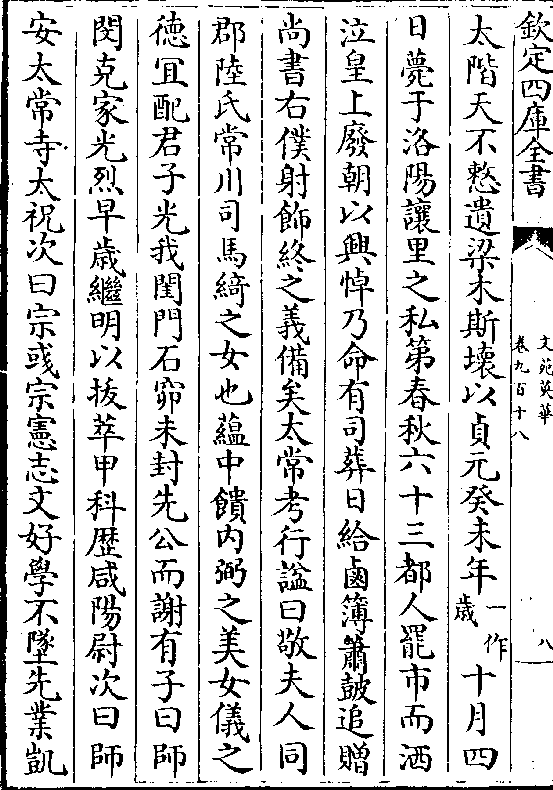 欽定四庫全書
文苑英華
卷九百十八
八
太階天不憗遺梁木斯壞以貞元癸未年一作歲十月四
日薨于洛陽讓里之私第春秋六十三都人罷市而洒
泣皇上廢朝以興悼乃命有司葬日給鹵簿簫鼓追贈
尚書右僕射飾終之義備矣太常考行諡曰敬夫人同
郡陸氏常川司馬綺之女也蘊中饋内弼之美女儀之
徳宜配君子光我閨門石窌未封先公而謝有子曰師
閔克家光烈早歳繼明以拔萃甲科歴咸陽尉次曰師
安太常寺太祝次曰宗彧宗憲志文好學不墜先業凱